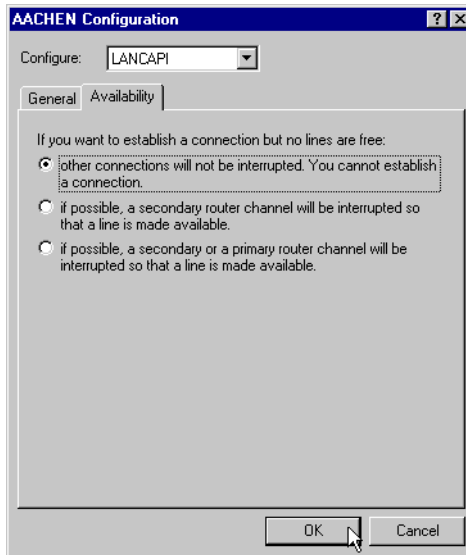 AACHEN Configuration
Configure: LANCAPI
General Availability
If you want to establish a connection but no lines are free:
other connections will not be interrupted. You cannot establish
a connection.
if possible, a secondary router channel will be interrupted so
that a line is made available.
if possible, a secondary or a primary router channel will be
interrupted so that a line is made available.
OK Cancel